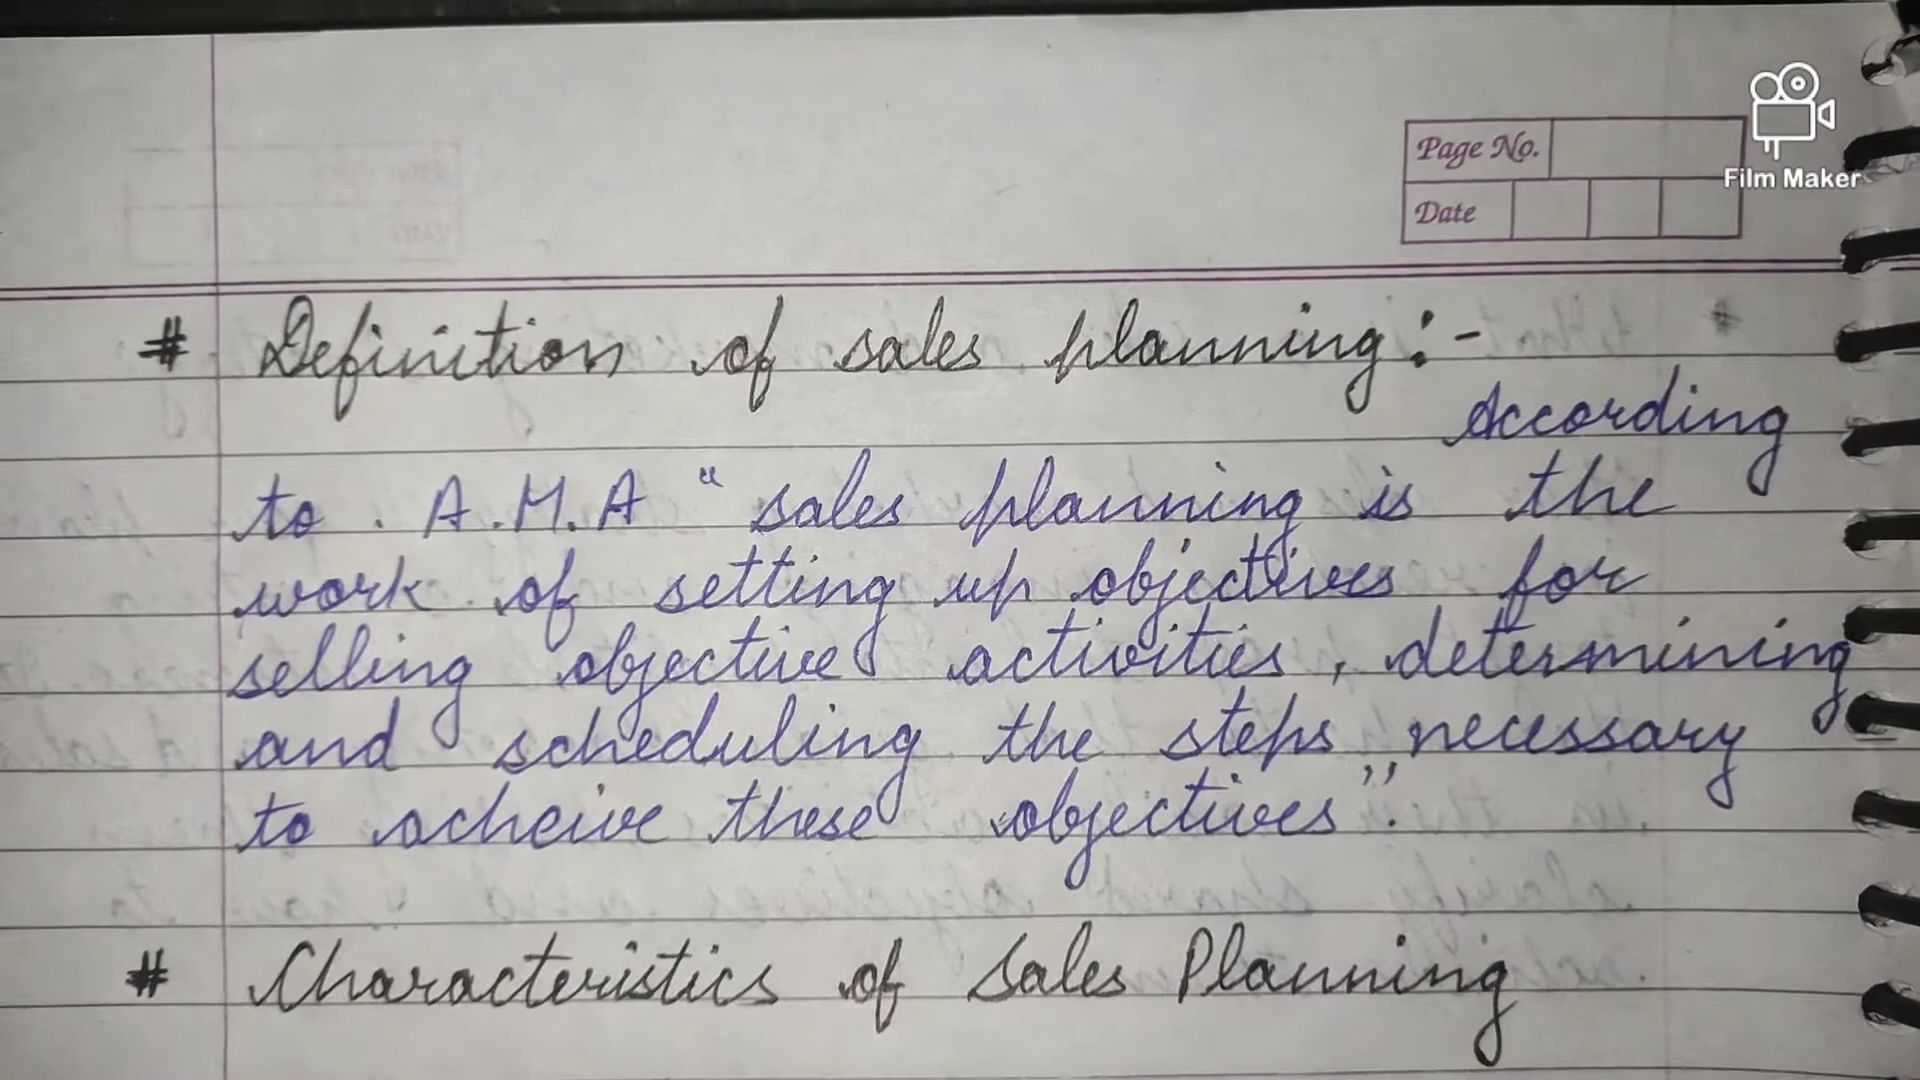 Page No.
Film Maker
Date
# Definition of sales planning:-
According
to . A.M.A " sales planning is the
work of setting up objectives for
selling objective activities, determining
and scheduling the steps necessary
to acheive these objectives".
# Characteristics of Sales Planning